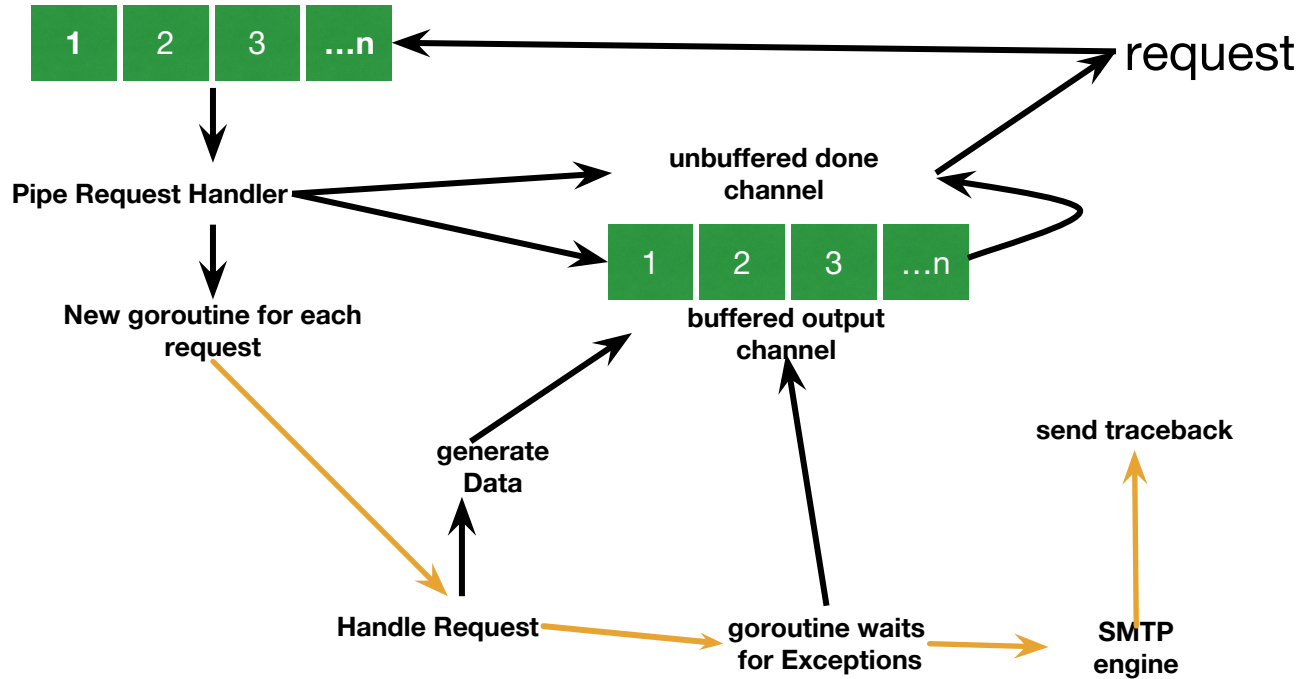 1 2 3 ...n
request
unbuffered done
channel
Pipe Request Handler
1 2 3 ...n
New goroutine for each
request
buffered output
channel
generate
Data
send traceback
Handle Request
goroutine waits
for Exceptions
SMTP
engine